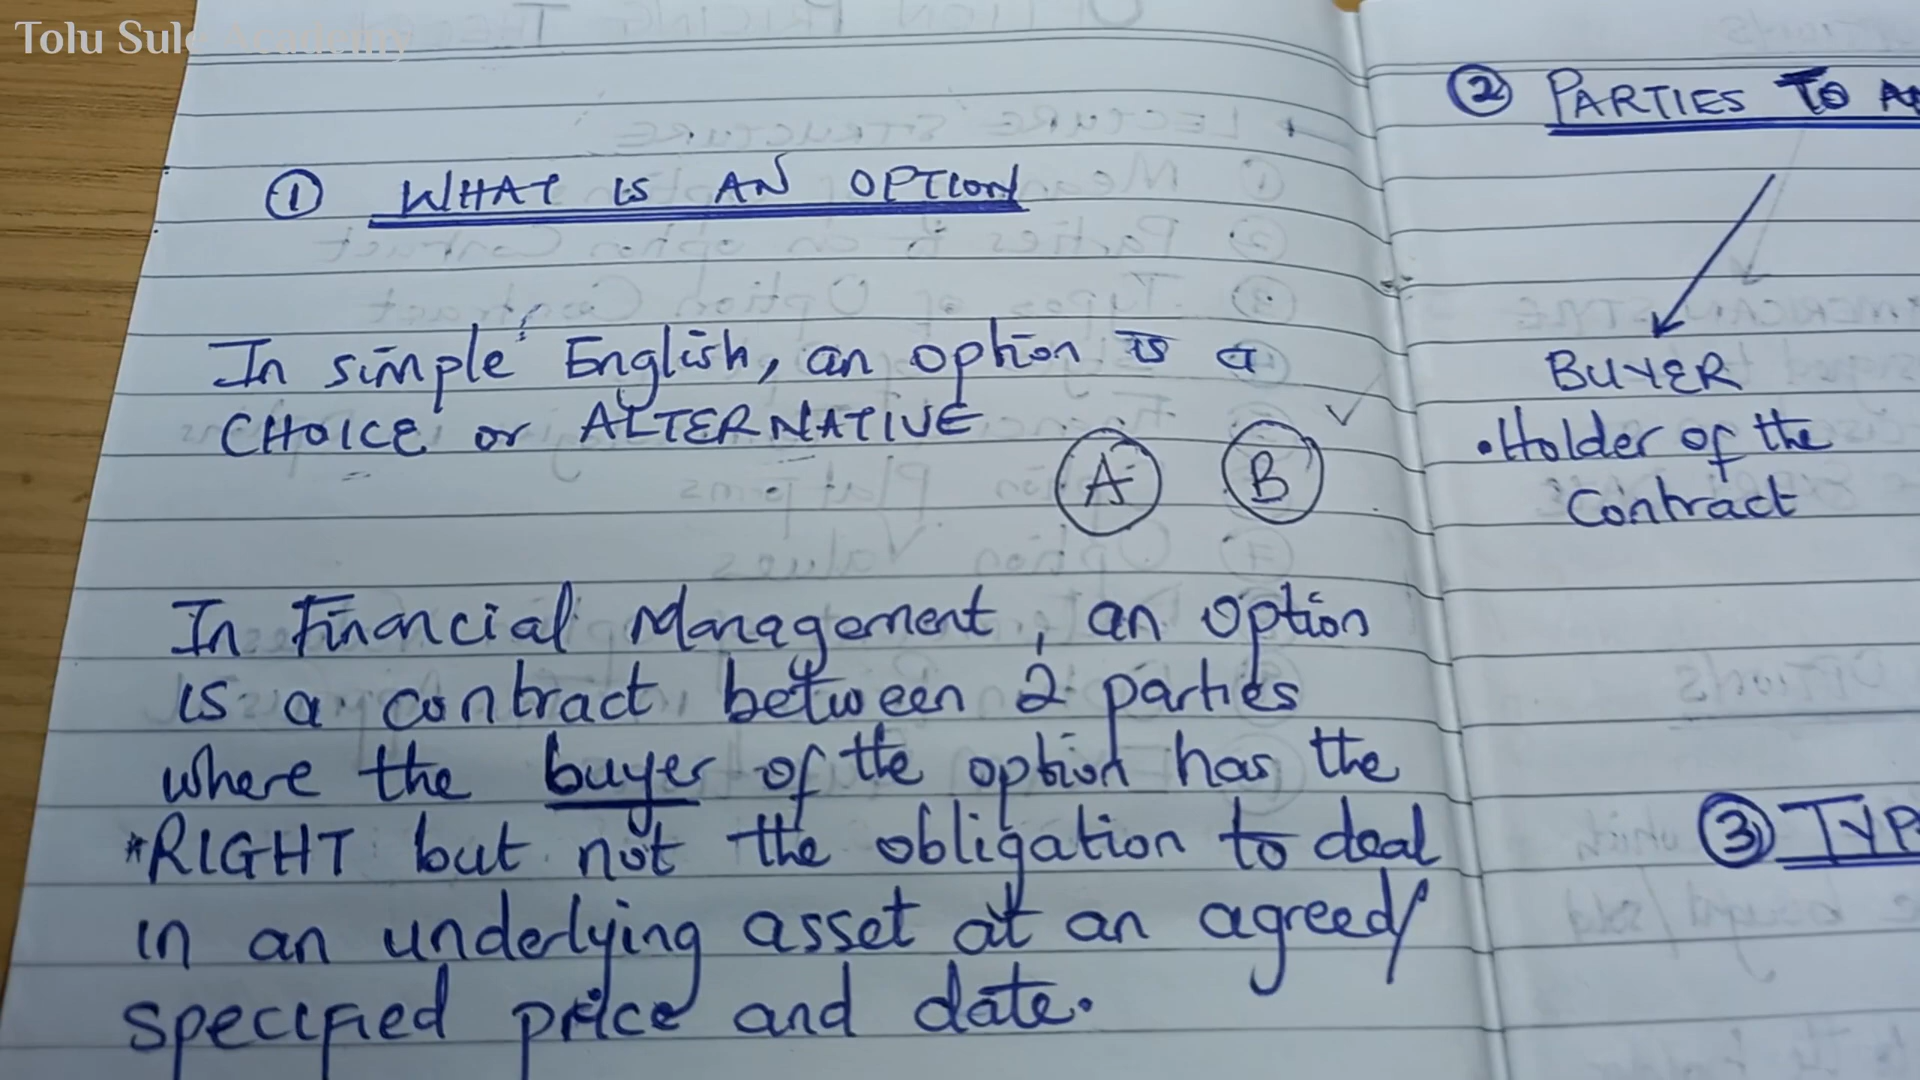 Tolu Sule Academy
① WHAT IS AN OPTION
In simple English, an option is a
CHOICE or ALTERNATIVE
A B
In Financial Management, an option
is a contract between 2 parties
where the buyer of the option has the
*RIGHT but not the obligation to deal
in an underlying asset at an agreed/
specified price and date.
② PARTIES TO
BUYER
• Holder of the
Contract
③ TYP